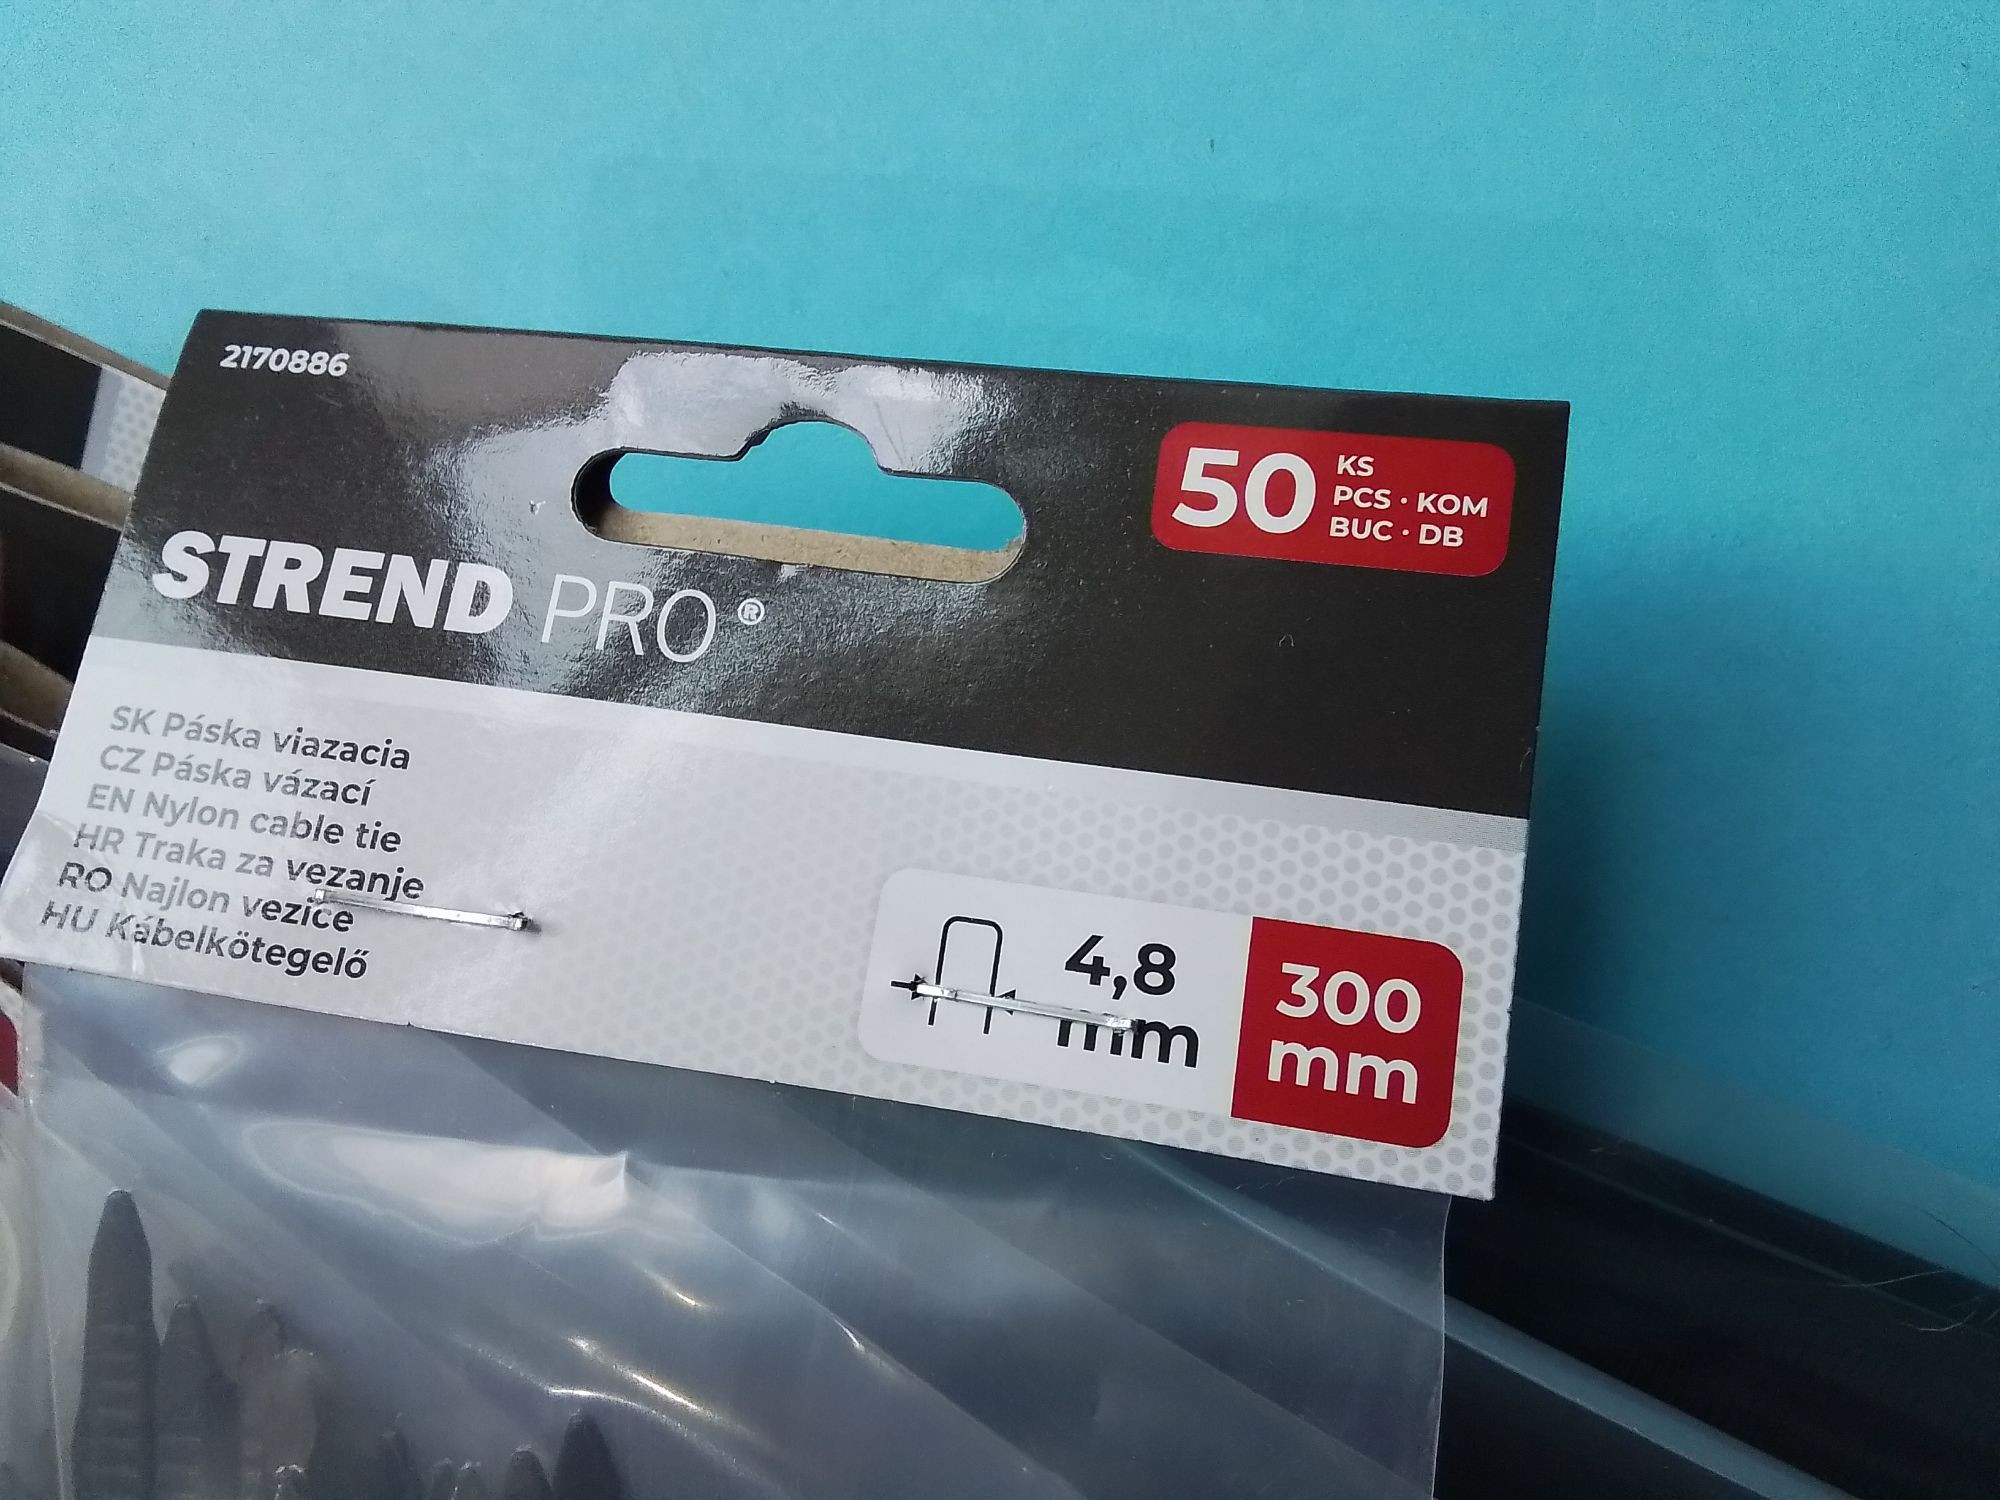 2170886
50 KS
PCS · KOM
BUC · DB
STREND PRO®
SK Páska viazacia
CZ Páska vázací
EN Nylon cable tie
HR Traka za vezanje
RO Najlon vezice
HU Kábelkötegelő
4,8
mm
300
mm